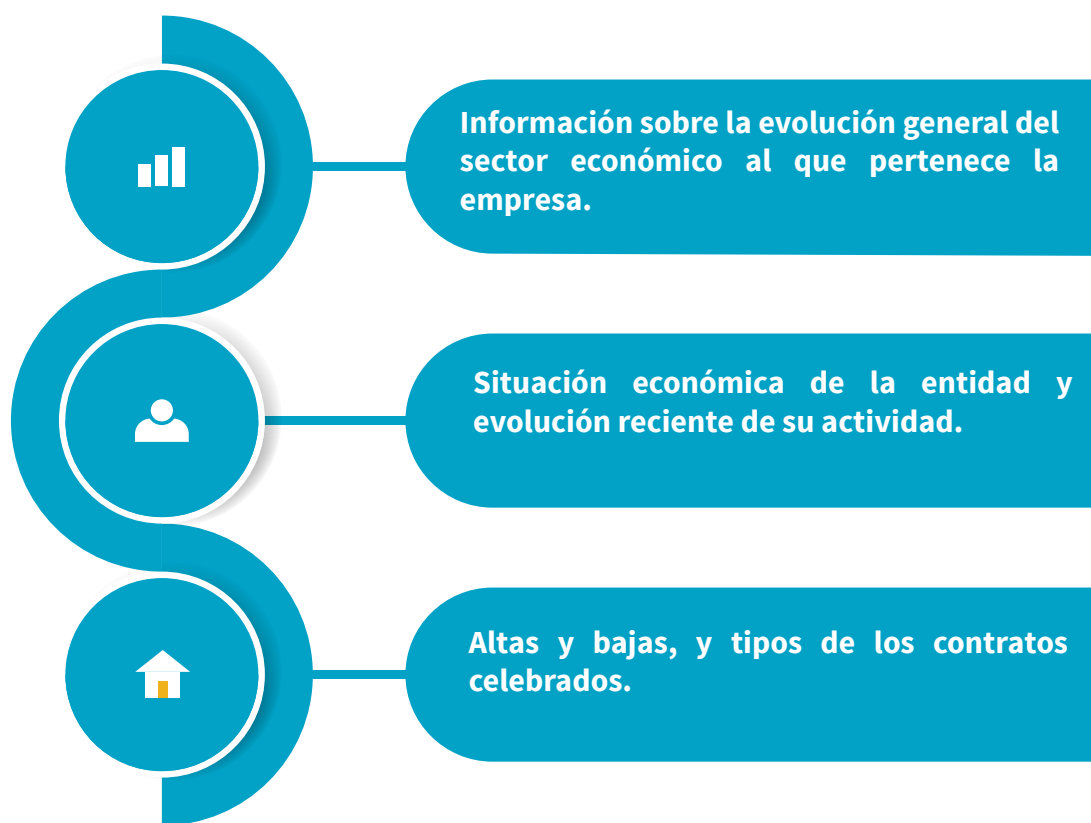 Información sobre la evolución general del
sector económico al que pertenece la
empresa.
Situación económica de la entidad y
evolución reciente de su actividad.
Altas y bajas, y tipos de los contratos
celebrados.